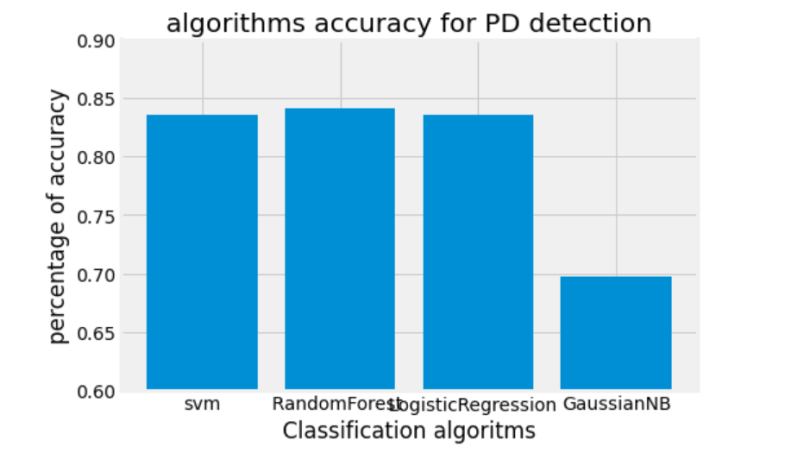 algorithms accuracy for PD detection
0.90
0.85
0.80
0.75
0.70
0.65
0.60
percentage of accuracy
svm RandomForest LogisticRegression GaussianNB
Classification algoritms